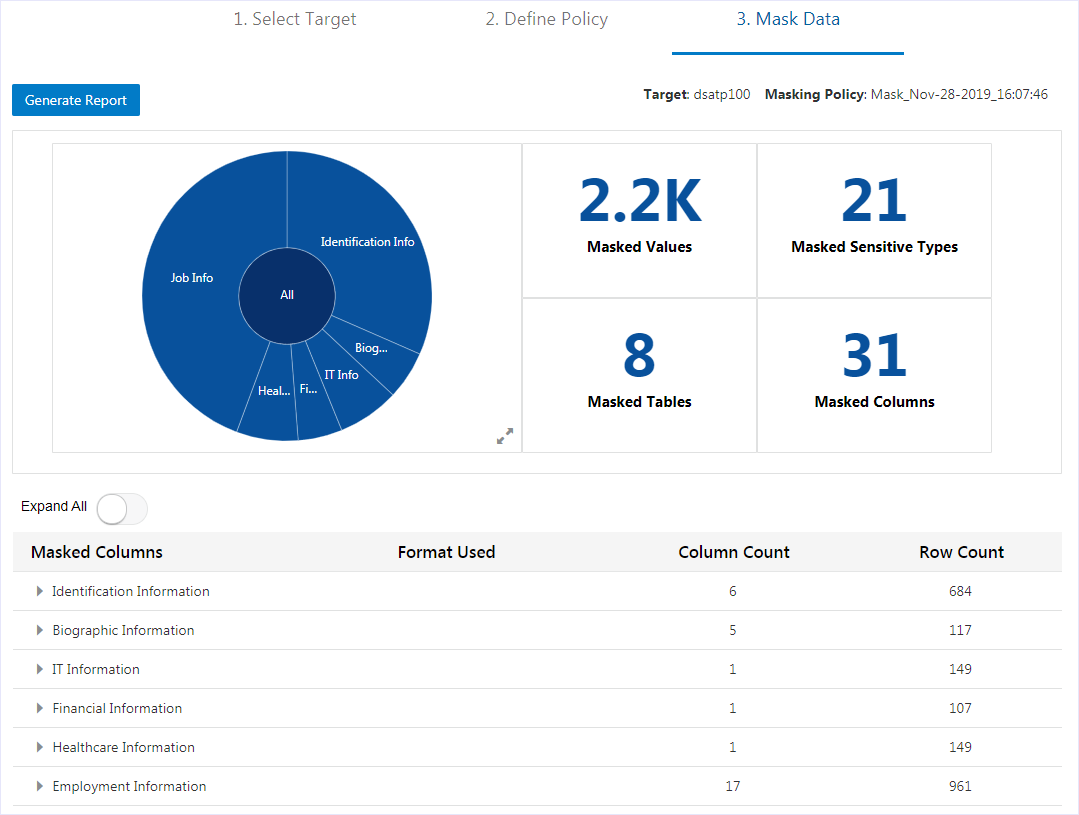 1. Select Target 2. Define Policy 3. Mask Data
Generate Report
Target: dsatp100 Masking Policy: Mask_Nov-28-2019_16:07:46
Identification Info
Job Info
All
Biog...
IT Info
Fi...
Heal...
2.2K
Masked Values
21
Masked Sensitive Types
8
Masked Tables
31
Masked Columns
Expand All
Masked Columns Format Used Column Count Row Count
Identification Information 6 684
Biographic Information 5 117
IT Information 1 149
Financial Information 1 107
Healthcare Information 1 149
Employment Information 17 961